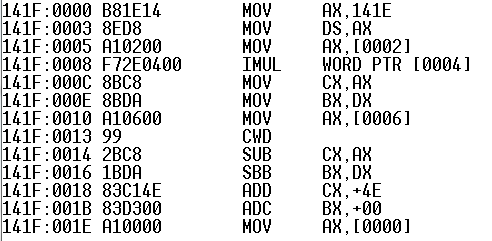 141F:0000 B81E14 MOV AX,141E
141F:0003 8ED8 MOV DS,AX
141F:0005 A10200 MOV AX,[0002]
141F:0008 F72E0400 IMUL WORD PTR [0004]
141F:000C 8BC8 MOV CX,AX
141F:000E 8BDA MOV BX,DX
141F:0010 A10600 MOV AX,[0006]
141F:0013 99 CWD
141F:0014 2BC8 SUB CX,AX
141F:0016 1BDA SBB BX,DX
141F:0018 83C14E ADD CX,+4E
141F:001B 83D300 ADC BX,+00
141F:001E A10000 MOV AX,[0000]